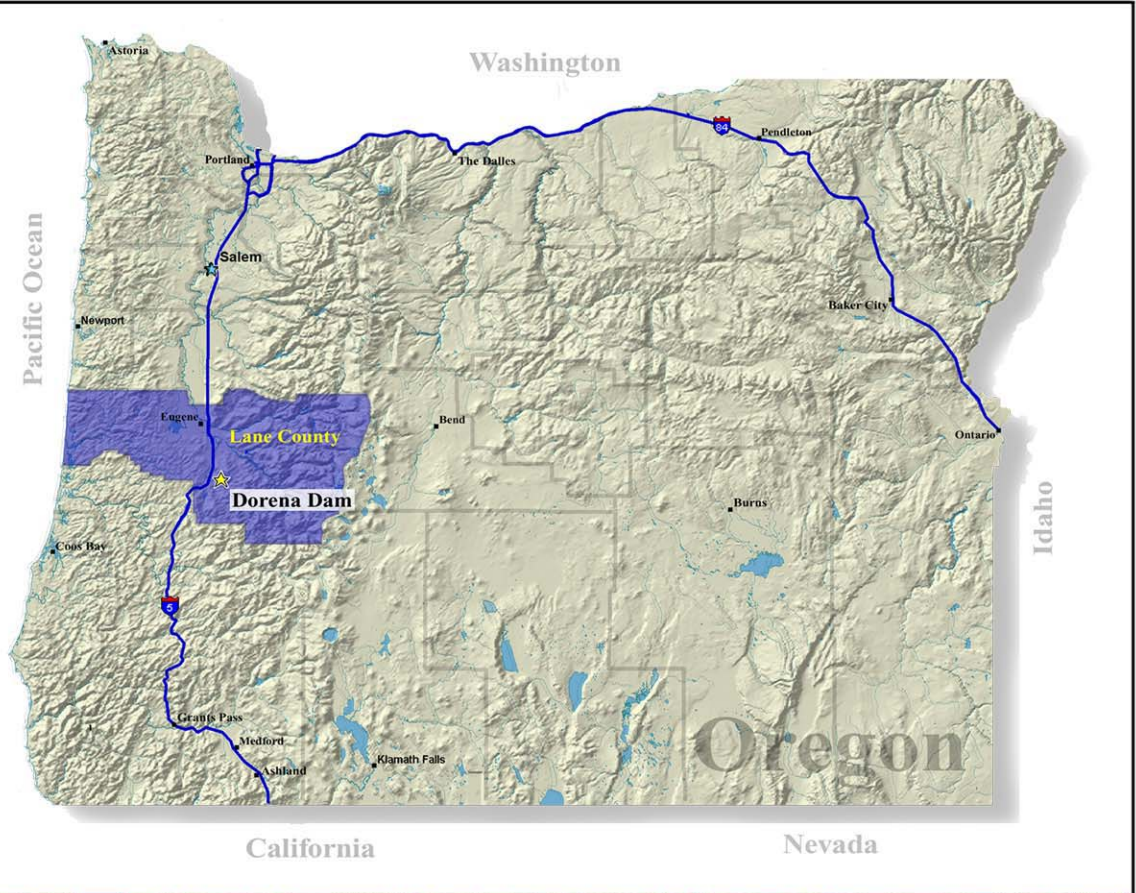 Astoria
Washington
84
Pendleton
Portland
The Dalles
Pacific Ocean
Salem
Baker City
Newport
Eugene
Lane County
Bend
Ontario
Dorena Dam
Burns
Idaho
Coos Bay
5
Grants Pass
Medford
Oregon
Klamath Falls
Ashland
California
Nevada